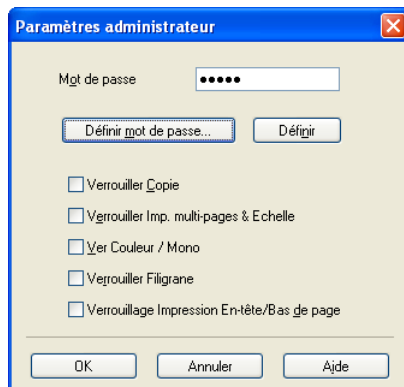 Paramètres administrateur
Mot de passe •••••
Définir mot de passe... Définir
Verrouiller Copie
Verrouiller Imp. multi-pages & Echelle
Ver Couleur / Mono
Verrouiller Filigrane
Verrouillage Impression En-tête/Bas de page
OK Annuler Aide